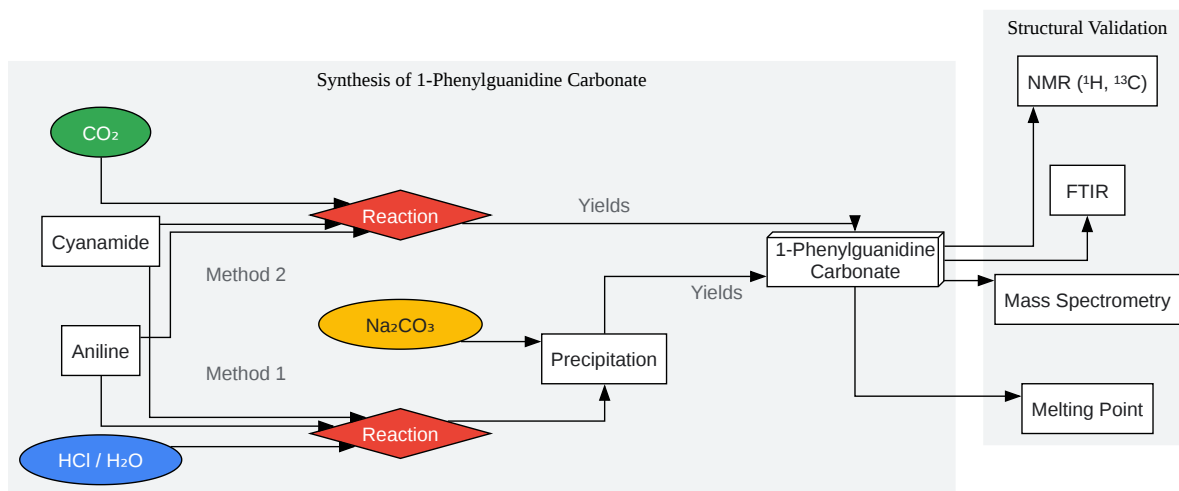 Structural Validation
Synthesis of 1-Phenylguanidine Carbonate
NMR (¹H, ¹³C)
CO₂
FTIR
Reaction
Yields
Cyanamide
1-Phenylguanidine
Carbonate
Method 2
Yields
Mass Spectrometry
Na₂CO₃
Aniline
Precipitation
Method 1
Melting Point
Reaction
HCl / H₂O